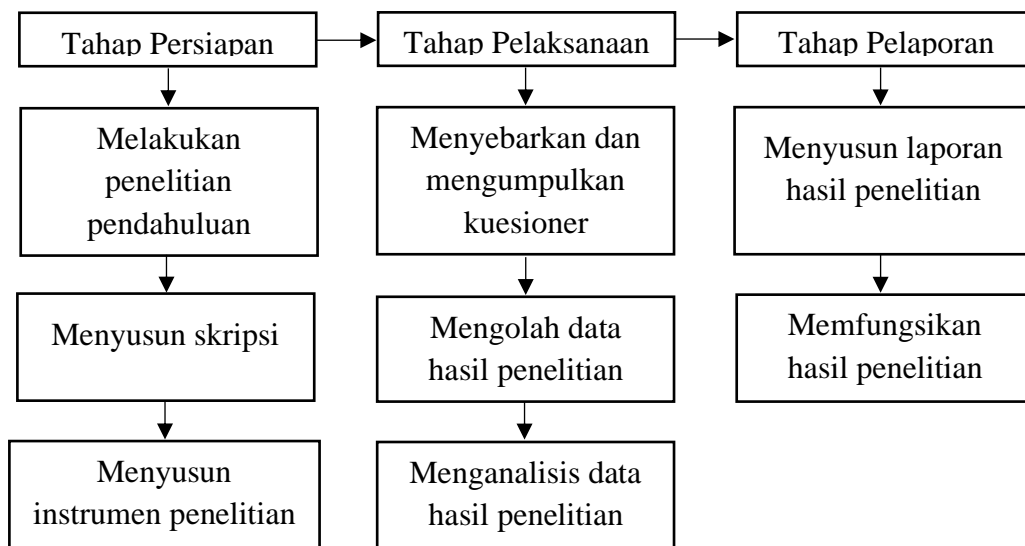 Tahap Persiapan
Tahap Pelaksanaan
Tahap Pelaporan
Melakukan
penelitian
pendahuluan
Menyebarkan dan
mengumpulkan
kuesioner
Menyusun laporan
hasil penelitian
Menyusun skripsi
Mengolah data
hasil penelitian
Memfungsikan
hasil penelitian
Menyusun
instrumen penelitian
Menganalisis data
hasil penelitian